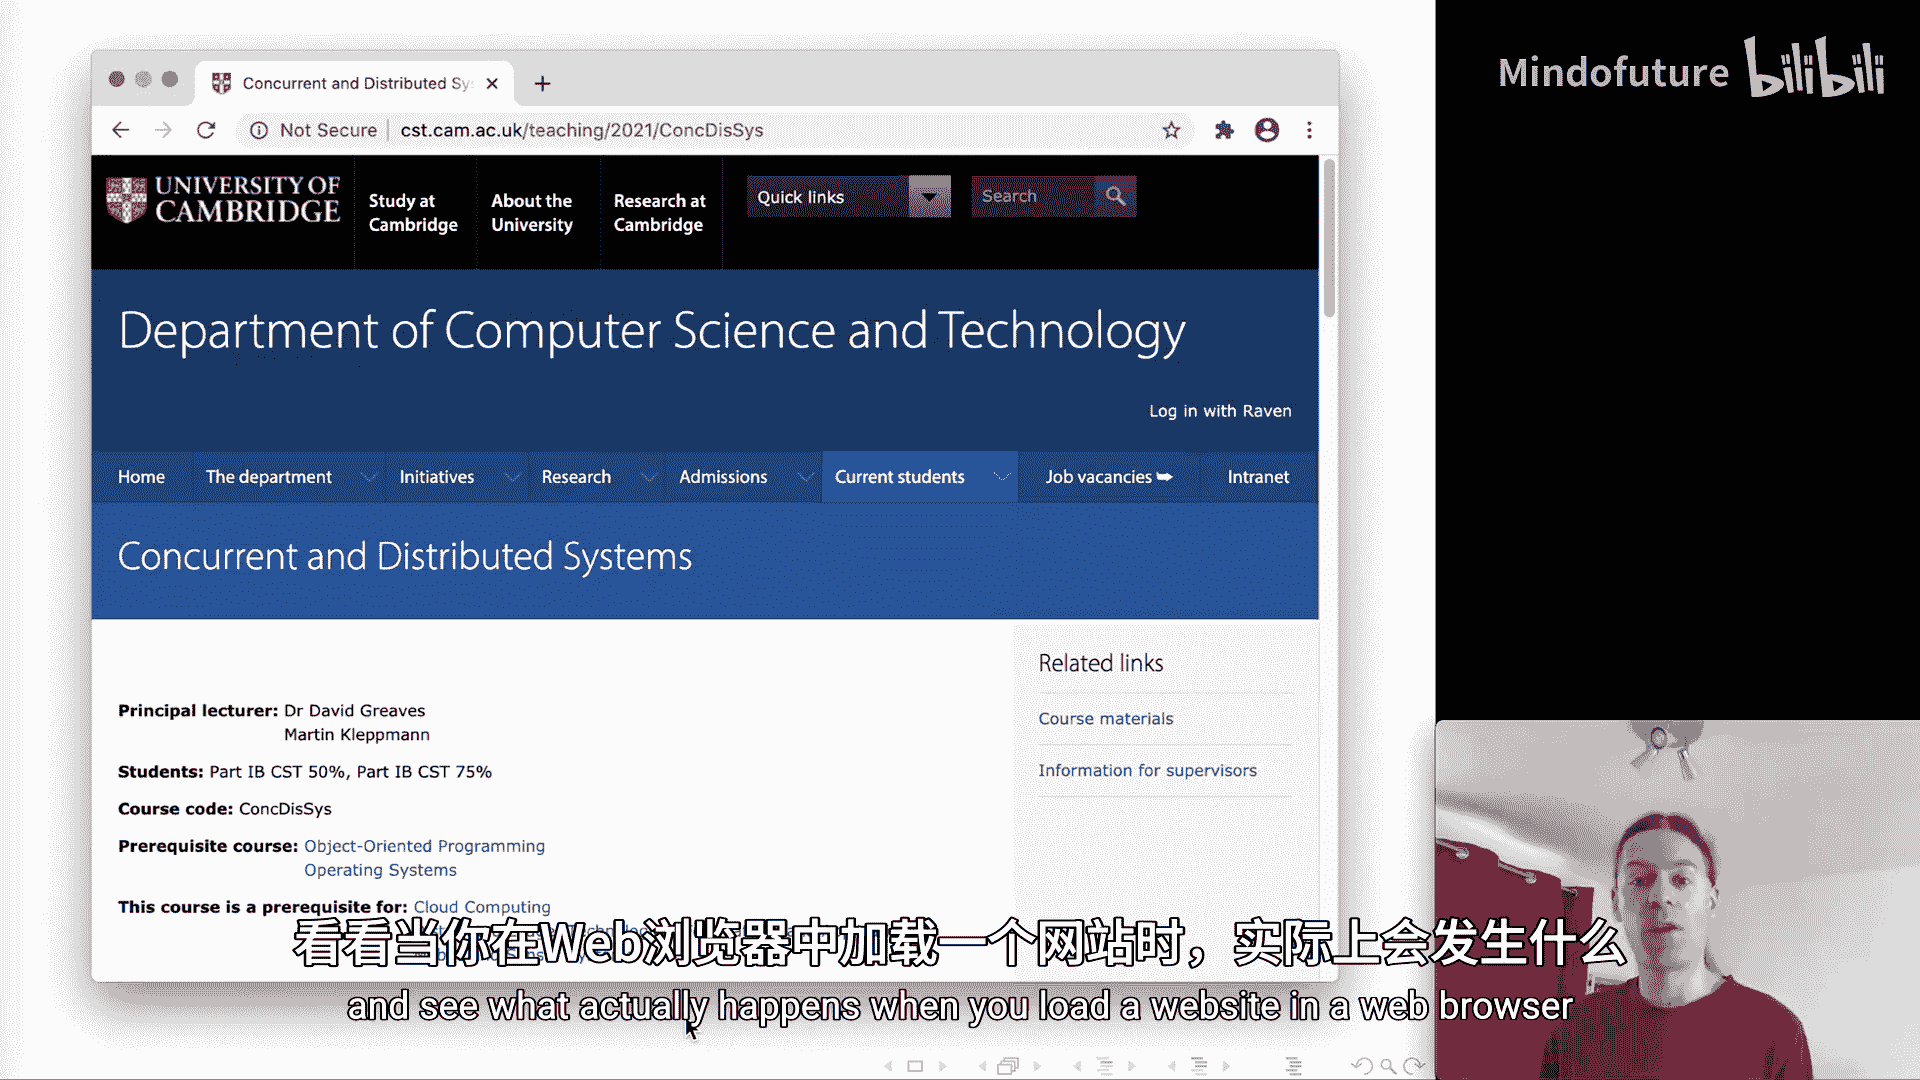 Mindofuture bilibili
Concurrent and Distributed Sy
Not Secure cst.cam.ac.uk/teaching/2021/ConcDisSys
UNIVERSITY OF
CAMBRIDGE
Study at
Cambridge
About the
University
Research at
Cambridge
Quick links
Search
Department of Computer Science and Technology
Log in with Raven
Home The department Initiatives Research Admissions Current students Job vacancies Intranet
Concurrent and Distributed Systems
Principal lecturer: Dr David Greaves
Martin Kleppmann
Students: Part IB CST 50%, Part IB CST 75%
Course code: ConcDisSys
Prerequisite course: Object-Oriented Programming
Operating Systems
This course is a prerequisite for: Cloud Computing
Related links
Course materials
Information for supervisors
看看当你在Web浏览器中加载一个网站时，实际上会发生什么
and see what actually happens when you load a website in a web browser